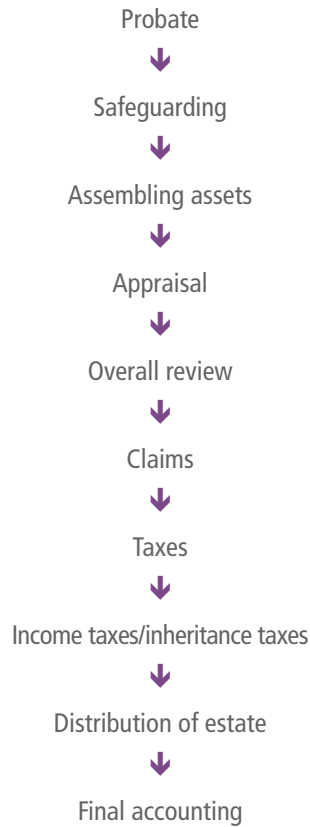 Probate
Safeguarding
Assembling assets
Appraisal
Overall review
Claims
Taxes
Income taxes/inheritance taxes
Distribution of estate
Final accounting